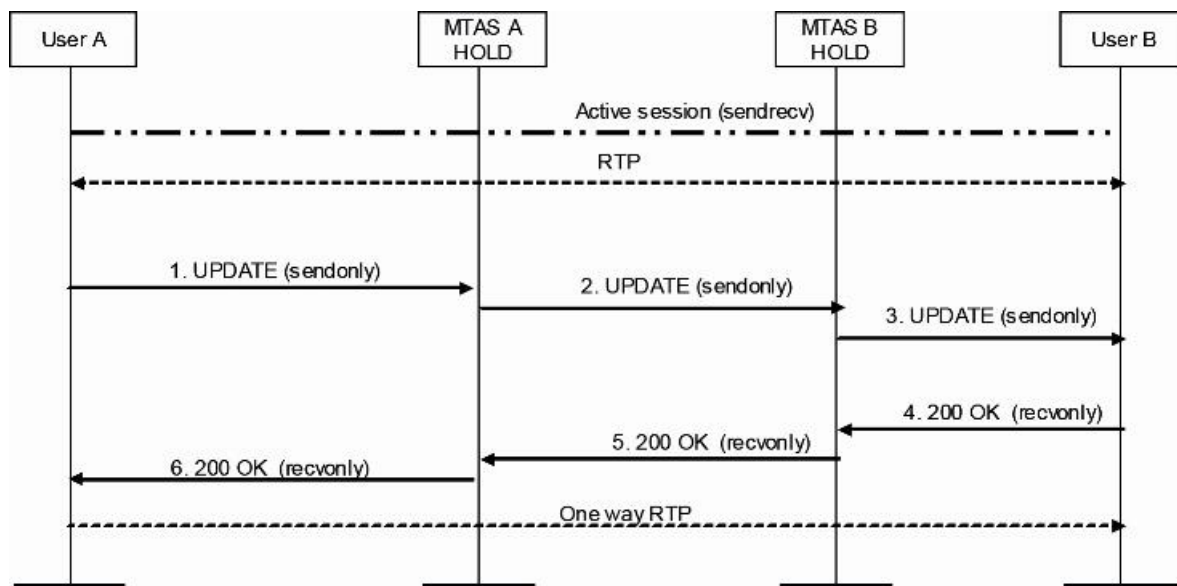 User A
MTAS A
HOLD
MTAS B
HOLD
User B
Active session (sendrecv)
RTP
1. UPDATE (sendonly)
2. UPDATE (sendonly)
3. UPDATE (sendonly)
4. 200 OK (recvonly)
5. 200 OK (recvonly)
6. 200 OK (recvonly)
One way RTP